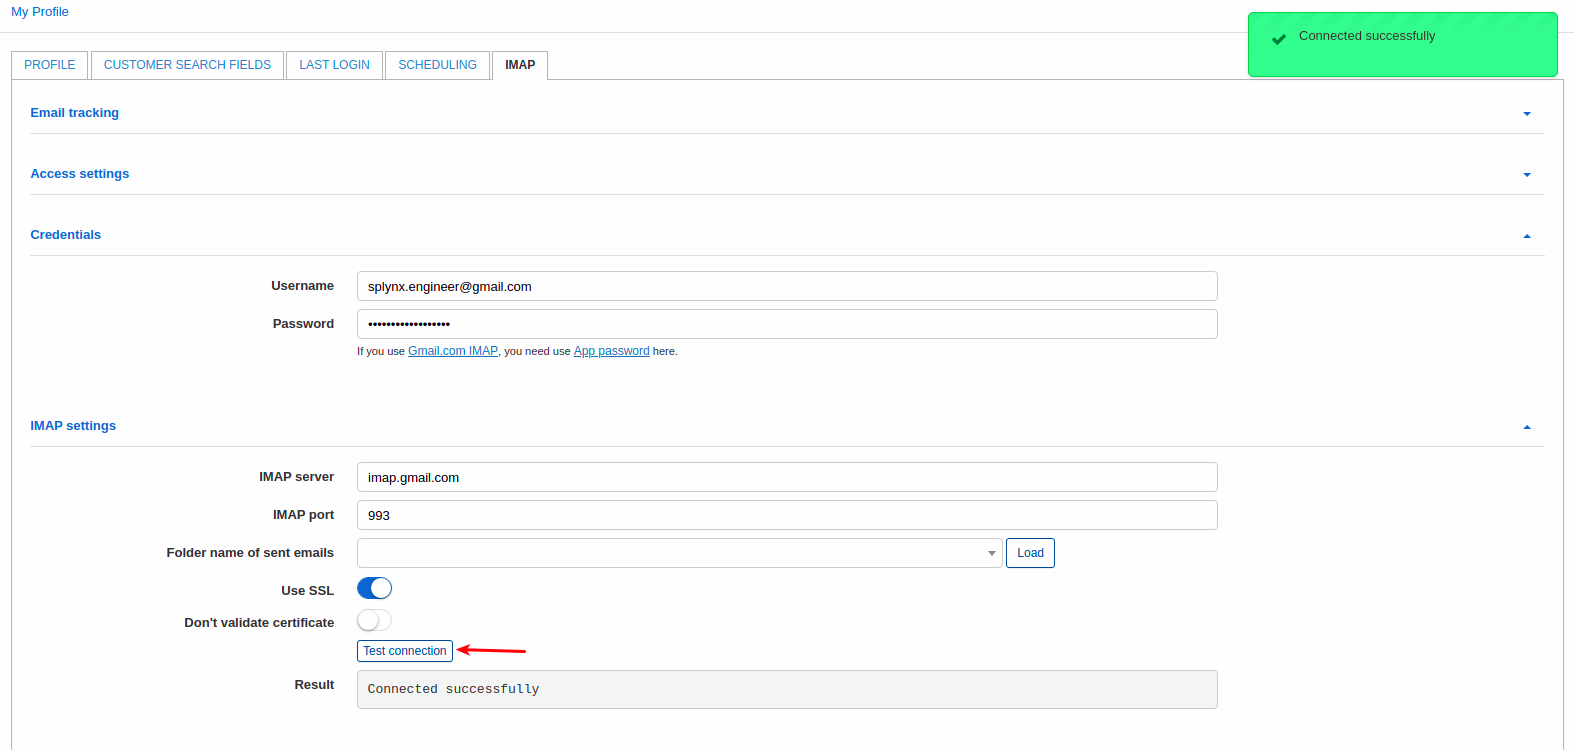 My Profile
Connected successfully
PROFILE
CUSTOMER SEARCH FIELDS
LAST LOGIN
SCHEDULING
IMAP
Email tracking
Access settings
Credentials
Username
splynx.engineer@gmail.com
Password
••••••••••••••••••
If you use Gmail.com IMAP, you need use App password here.
IMAP settings
IMAP server
imap.gmail.com
IMAP port
993
Folder name of sent emails
Load
Use SSL
Don't validate certificate
Test connection
Result
Connected successfully